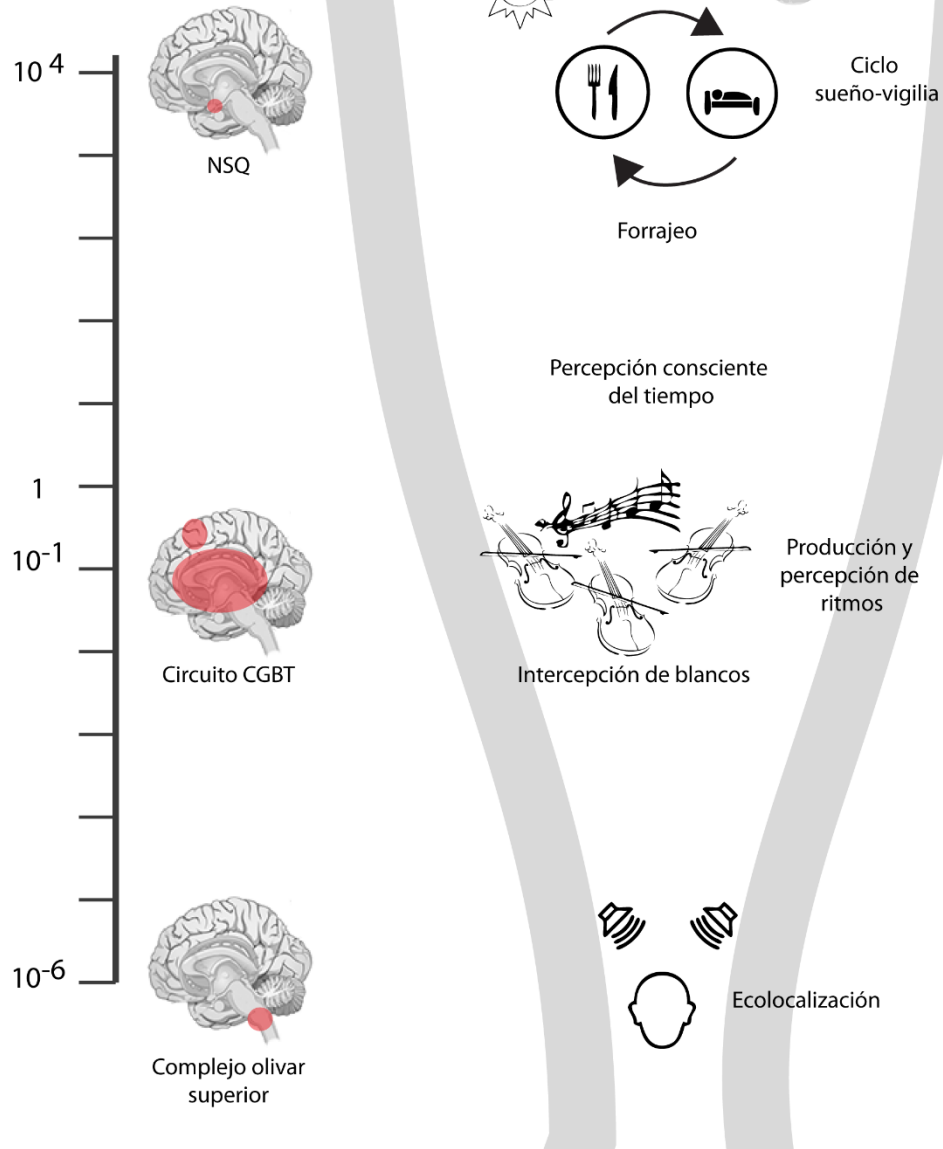 10 4
NSQ
Ciclo
sueño-vigilia
Forrajeo
Percepción consciente
del tiempo
1
10-1
Circuito CGBT
Producción y
percepción de
ritmos
Intercepción de blancos
10-6
Complejo olivar
superior
Ecolocalización